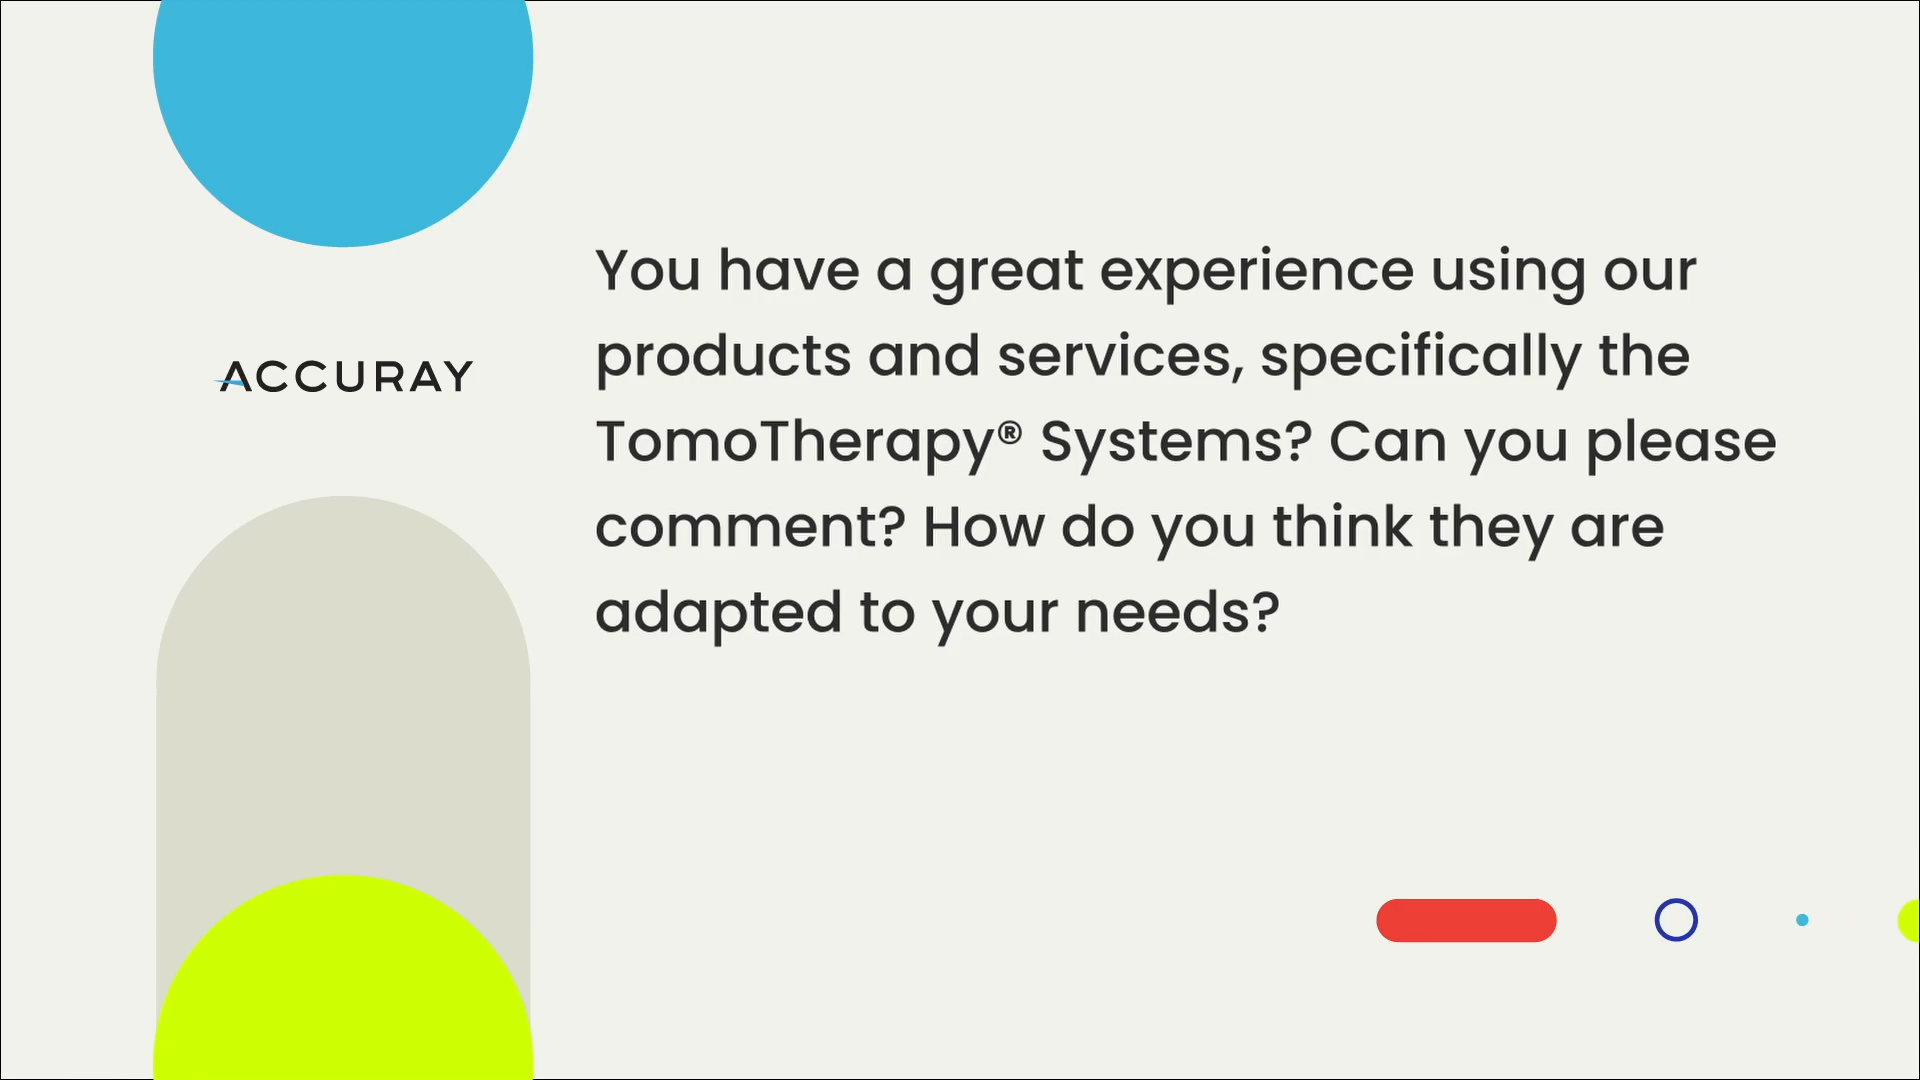 ACCURAY
You have a great experience using our
products and services, specifically the
TomoTherapy® Systems? Can you please
comment? How do you think they are
adapted to your needs?